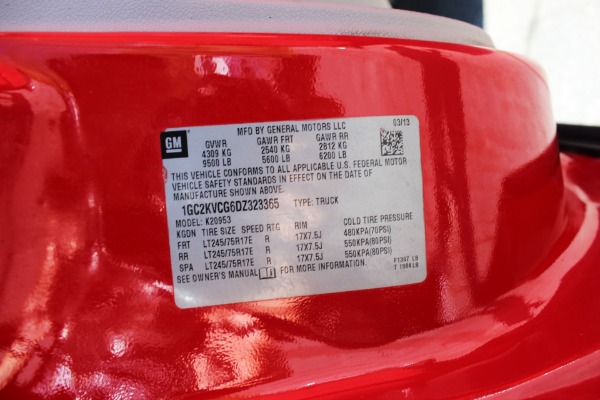 MFD BY GENERAL MOTORS LLC 03/13
GM
GVWR GAWR FRT GAWR RR
4309 KG 2540 KG 2812 KG
9500 LB 5600 LB 6200 LB
THIS VEHICLE CONFORMS TO ALL APPLICABLE U.S. FEDERAL MOTOR
VEHICLE SAFETY STANDARDS IN EFFECT ON THE DATE OF
MANUFACTURE SHOWN ABOVE.
1GC2KVCG6DZ323365 TYPE: TRUCK
MODEL: K20953
KGDN TIRE SIZE SPEED RTG RIM COLD TIRE PRESSURE
FRT LT245/75R17E R 17X7.5J 480KPA(70PSI)
RR LT245/75R17E R 17X7.5J 550KPA(80PSI)
SPA LT245/75R17E R 17X7.5J 550KPA(80PSI)
SEE OWNER'S MANUAL FOR MORE INFORMATION.